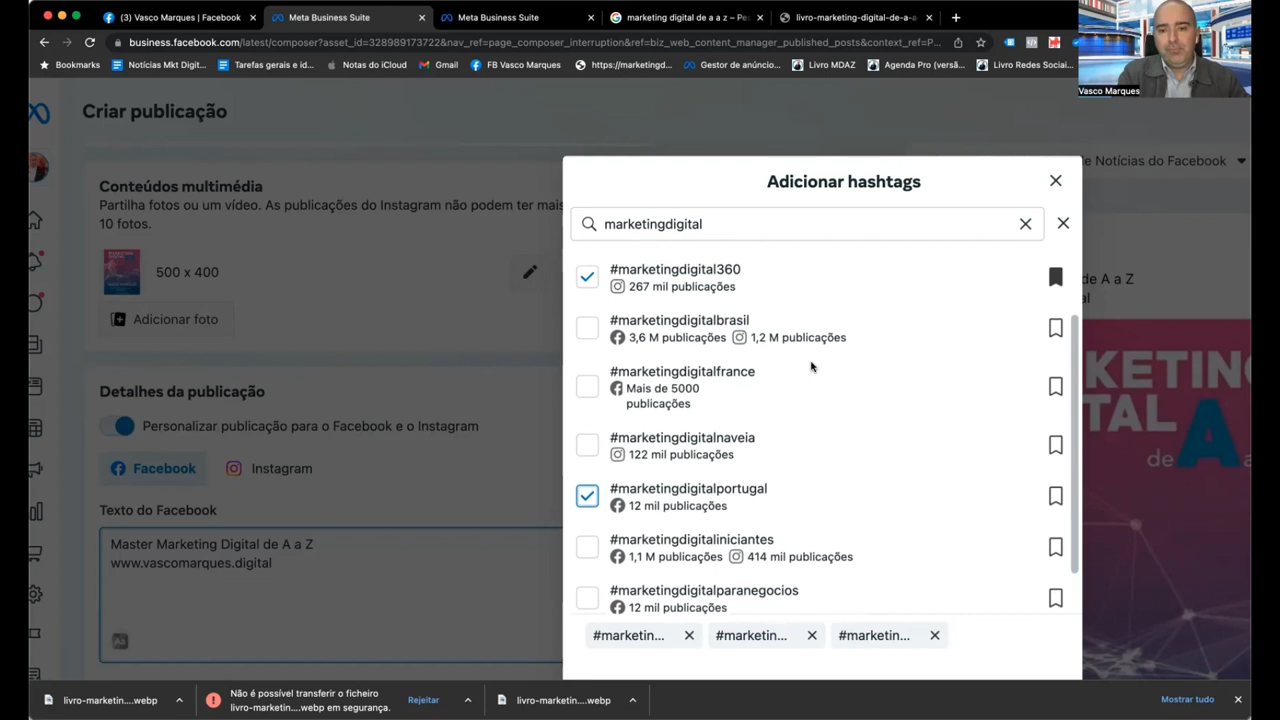 (3) Vasco Marques | Facebook
Meta Business Suite
Meta Business Suite
marketing digital de a a z – Pes
livro-marketing-digital-de-a-a-
business.facebook.com/latest/composer?asset_id=328989173722&nav_ref=page_composer_interruption&ref=biz_web_content_manager_published_posts&context_ref=P...
Bookmarks
Notícias Mkt Digit...
Tarefas gerais e id...
Notas do iCloud
Gmail
FB Vasco Marques
https://marketingd...
Gestor de anúncio...
Livro MDAZ
Agenda Pro (versã...
Livro Redes Sociai...
Vasco Marques
Criar publicação
Conteúdos multimédia
Partilha fotos ou um vídeo. As publicações do Instagram não podem ter mais
10 fotos.
500 x 400
Adicionar foto
Detalhes da publicação
Personalizar publicação para o Facebook e o Instagram
Facebook
Instagram
Texto do Facebook
Master Marketing Digital de A a Z
www.vascomarques.digital
Adicionar hashtags
marketingdigital
#marketingdigital360
267 mil publicações
#marketingdigitalbrasil
3,6 M publicações 1,2 M publicações
#marketingdigitalfrance
Mais de 5000
publicações
#marketingdigitalnaveia
122 mil publicações
#marketingdigitalportugal
12 mil publicações
#marketingdigitaliniciantes
1,1 M publicações 414 mil publicações
#marketingdigitalparanegocios
12 mil publicações
#marketin...
#marketin...
#marketin...
e Notícias do Facebook
de A a Z
KETING
TAL
de A a
livro-marketin....webp
Não é possível transferir o ficheiro
livro-marketin....webp em segurança.
Rejeitar
livro-marketin....webp
Mostrar tudo